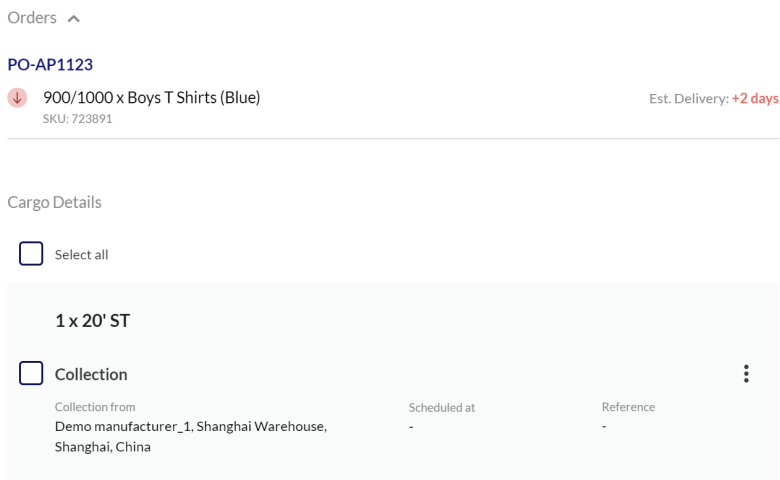 Orders
PO-AP1123
900/1000 x Boys T Shirts (Blue)
Est. Delivery: +2 days
SKU: 723891
Cargo Details
Select all
1 x 20' ST
Collection
Collection from
Scheduled at
Reference
Demo manufacturer_1, Shanghai Warehouse,
-
-
Shanghai, China